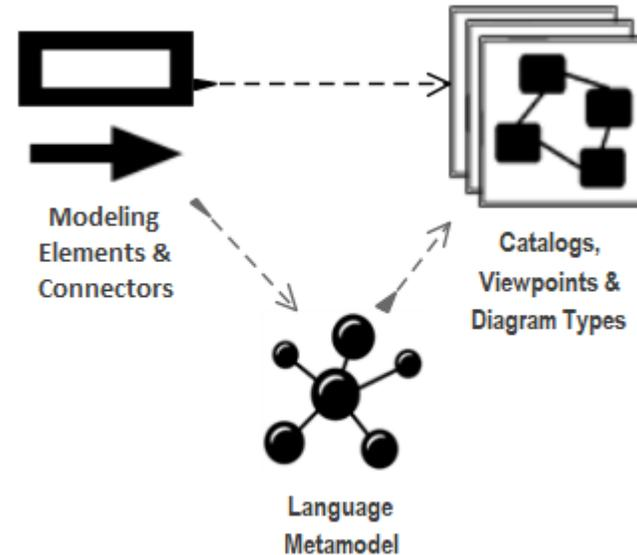 Modeling
Elements &
Connectors
Catalogs,
Viewpoints &
Diagram Types
Language
Metamodel